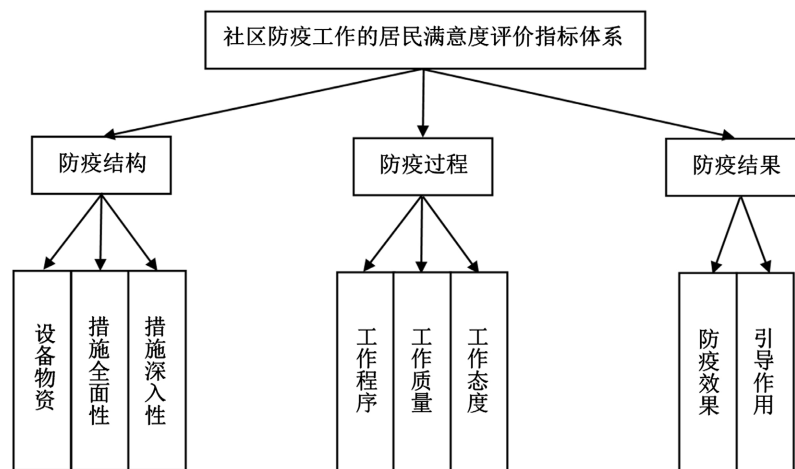 社区防疫工作的居民满意度评价指标体系
防疫结构
防疫过程
防疫结果
设备物资
措施全面性
措施深入性
工作程序
工作质量
工作态度
防疫效果
引导作用